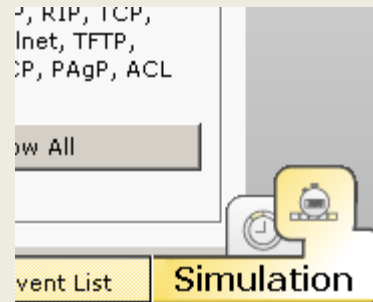 P, RIP, TCP,
lnet, TFTP,
CP, PAgP, ACL
ow All
vent List
Simulation